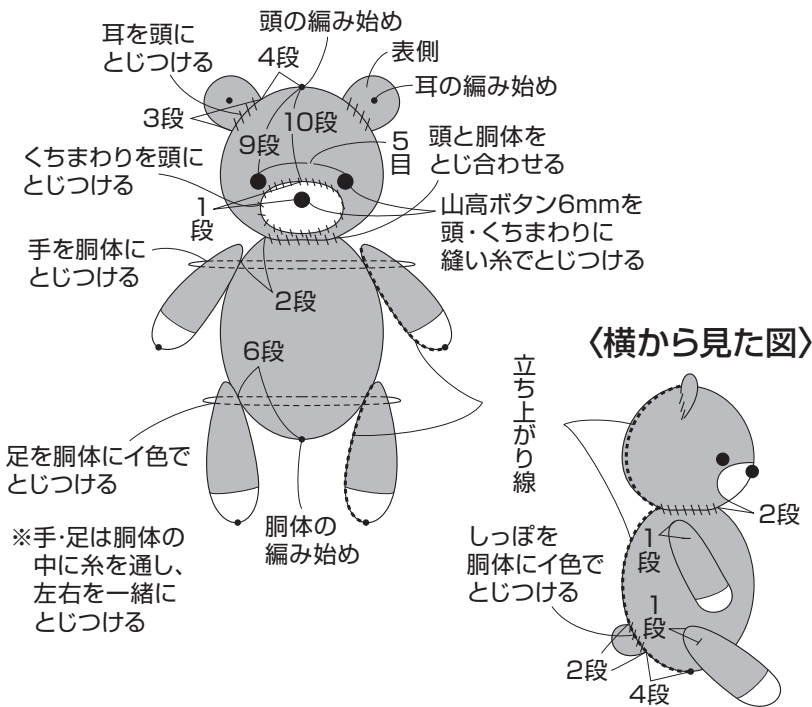 頭の編み始め
耳を頭に
とじつける
4段
表側
耳の編み始め
3段
10段
9段
5目
頭と胴体を
とじ合わせる
くちまわりを頭に
とじつける
1段
山高ボタン6mmを
頭・くちまわりに
縫い糸でとじつける
手を胴体に
とじつける
2段
6段
立ち上がり線
足を胴体にイ色で
とじつける
胴体の
編み始め
※手・足は胴体の
中に糸を通し、
左右を一緒に
とじつける
〈横から見た図〉
2段
しっぽを
胴体にイ色で
とじつける
1段
1段
2段
4段